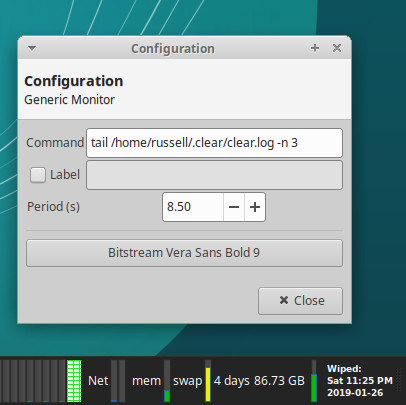 Configuration
Configuration
Generic Monitor
Command tail /home/russell/.clear/clear.log -n 3
Label
Period (s) 8.50
Bitstream Vera Sans Bold 9
Close
Net mem swap 4 days 86.73 GB
Wiped:
Sat 11:25 PM
2019-01-26